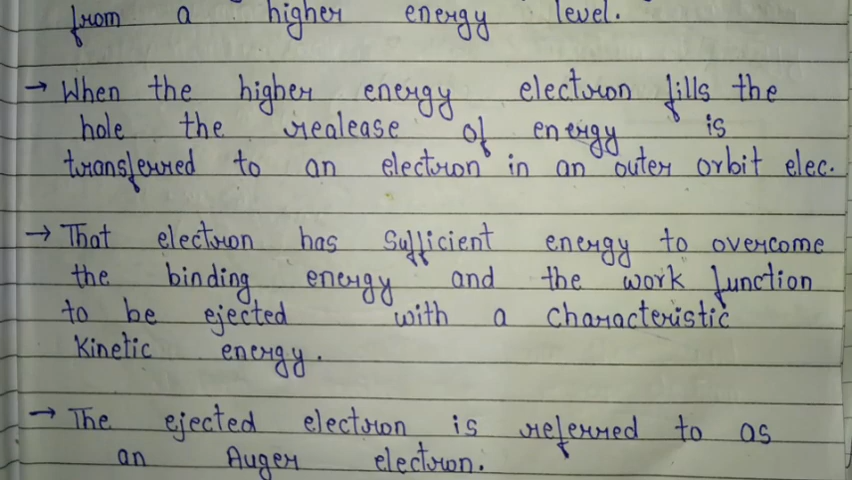 from a higher energy level.
→ When the higher energy electron fills the
hole the realease of energy is
transferred to an electron in an outer orbit elec.
→ That electron has sufficient energy to overcome
the binding energy and the work function
to be ejected with a characteristic
kinetic energy.
→ The ejected electron is referred to as
an Auger electron.